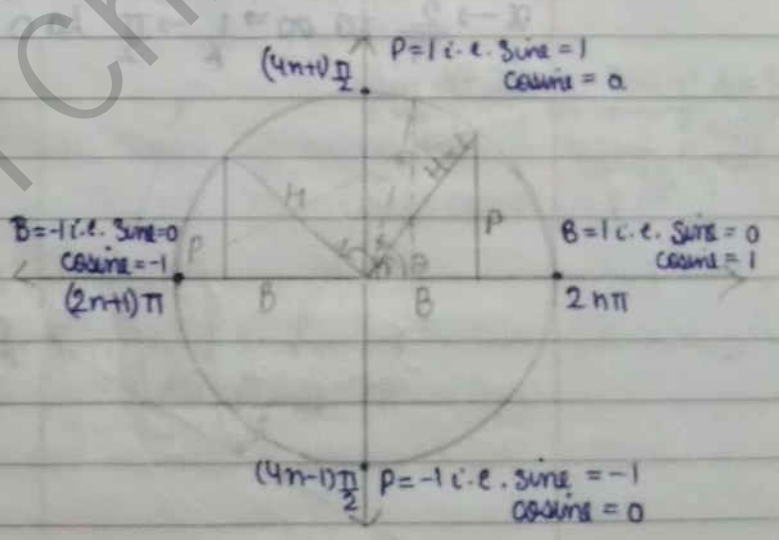 (4n+1)π/2
P=1 i.e. Sine=1
cosine = 0
H
H=1
B=-1 i.e. Sine=0
cosine=-1
(2n+1)π
P
P
θ
B
B
B=1 i.e. Sine = 0
cosine = 1
2nπ
(4n-1)π/2
P=-1 i.e. sine = -1
cosine = 0